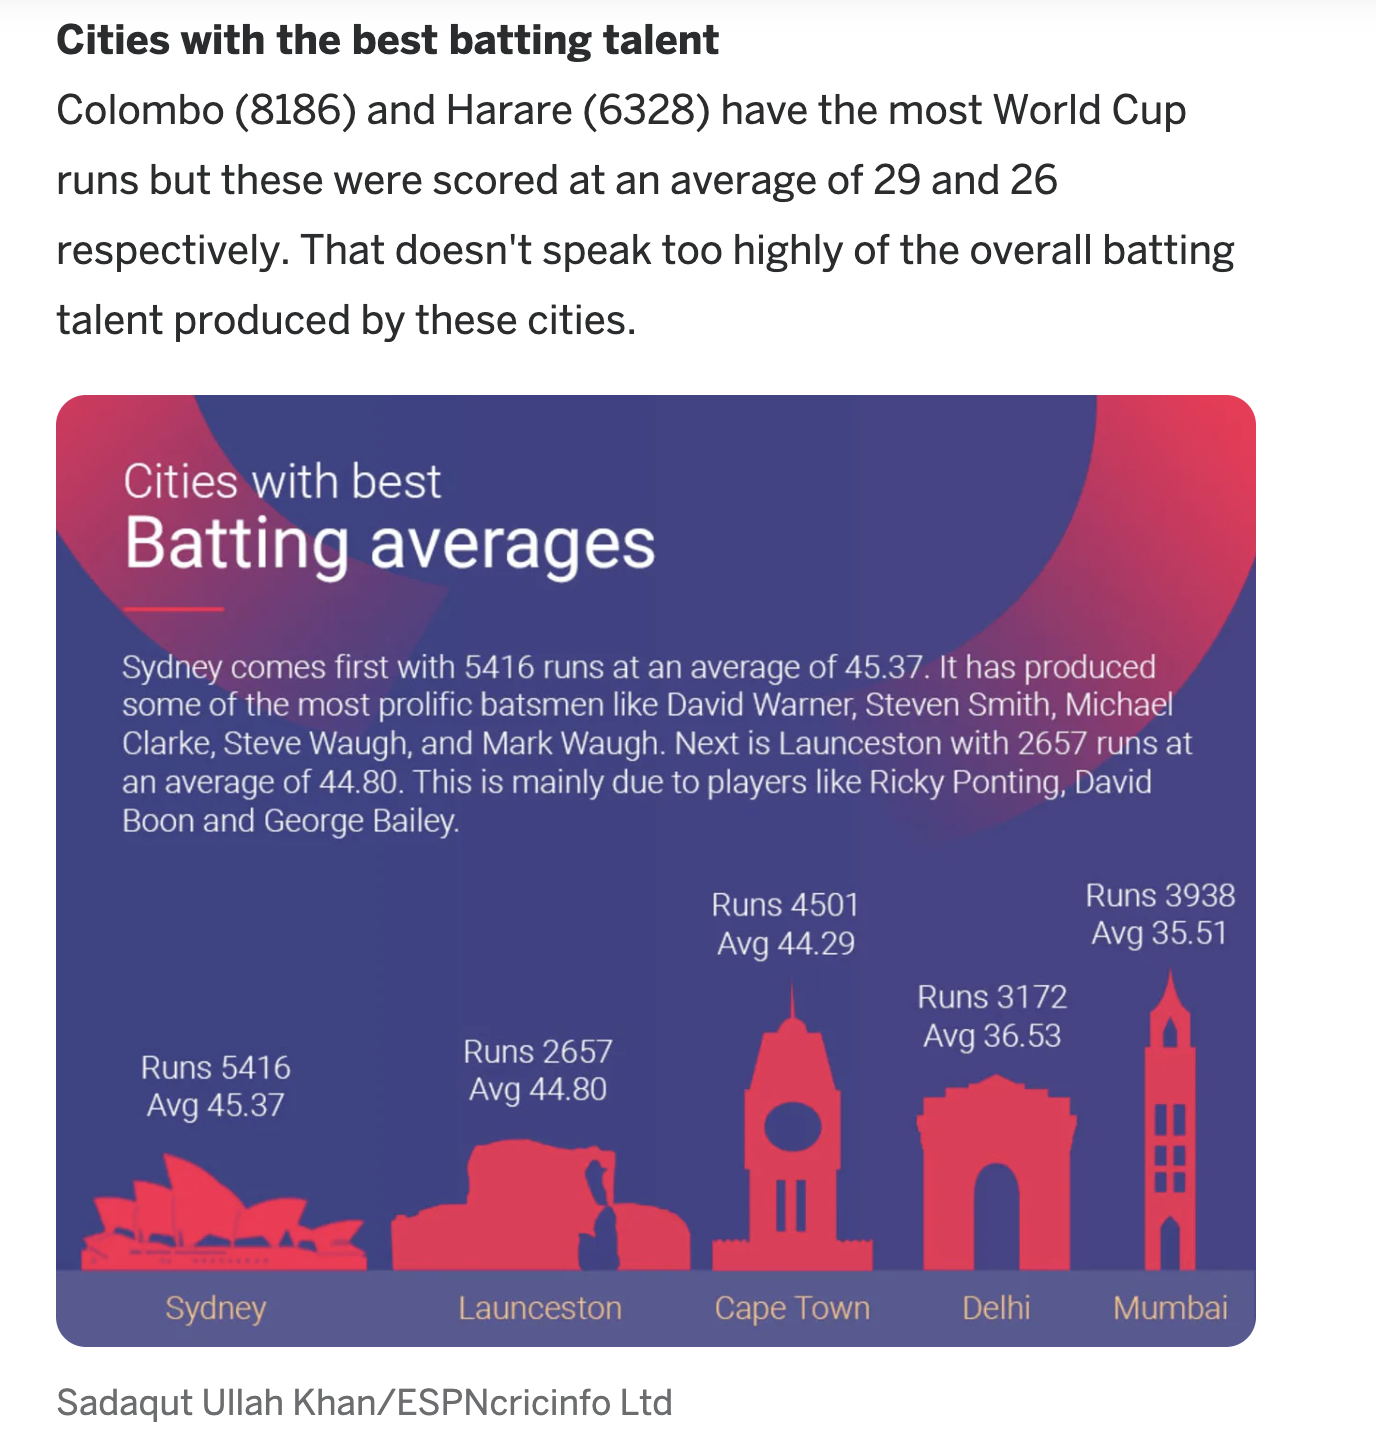 Cities with the best batting talent
Colombo (8186) and Harare (6328) have the most World Cup
runs but these were scored at an average of 29 and 26
respectively. That doesn't speak too highly of the overall batting
talent produced by these cities.
Cities with best
Batting averages
Sydney comes first with 5416 runs at an average of 45.37. It has produced
some of the most prolific batsmen like David Warner, Steven Smith, Michael
Clarke, Steve Waugh, and Mark Waugh. Next is Launceston with 2657 runs at
an average of 44.80. This is mainly due to players like Ricky Ponting, David
Boon and George Bailey.
Runs 5416
Avg 45.37
Runs 2657
Avg 44.80
Runs 4501
Avg 44.29
Runs 3172
Avg 36.53
Runs 3938
Avg 35.51
Sydney
Launceston
Cape Town
Delhi
Mumbai
Sadaqut Ullah Khan/ESPNcricinfo Ltd